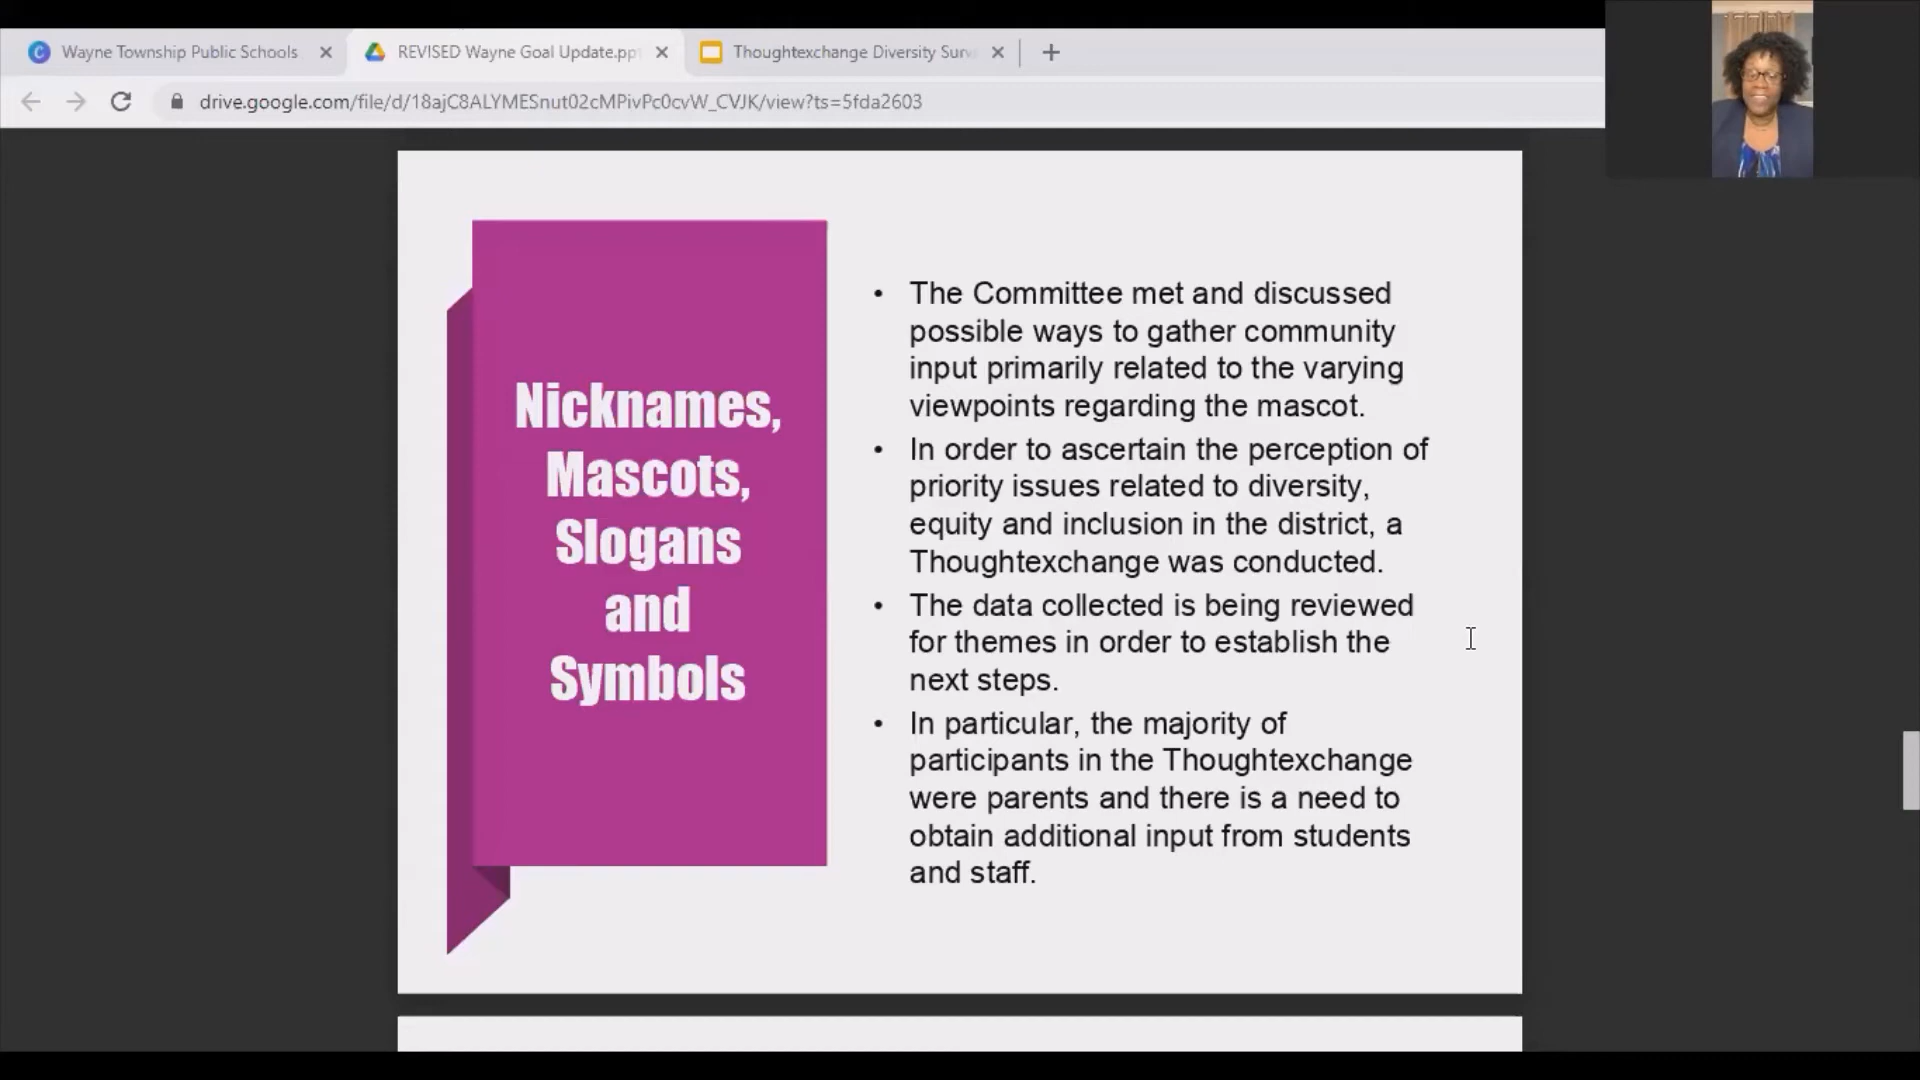 Wayne Township Public Schools
REVISED Wayne Goal Update.ppt
Thoughtexchange Diversity Surv
drive.google.com/file/d/18ajC8ALYMESnut02cMPivPc0cvW_CVJK/view?ts=5fda2603
Nicknames,
Mascots,
Slogans
and
Symbols
• The Committee met and discussed
possible ways to gather community
input primarily related to the varying
viewpoints regarding the mascot.
• In order to ascertain the perception of
priority issues related to diversity,
equity and inclusion in the district, a
Thoughtexchange was conducted.
• The data collected is being reviewed
for themes in order to establish the
next steps.
• In particular, the majority of
participants in the Thoughtexchange
were parents and there is a need to
obtain additional input from students
and staff.